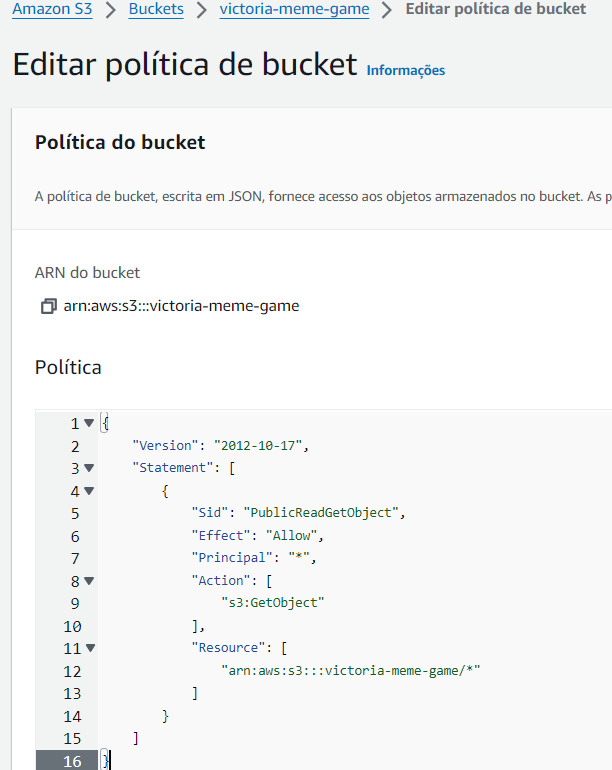 Amazon S3 > Buckets > victoria-meme-game > Editar política de bucket
Editar política de bucket Informações
Política do bucket
A política de bucket, escrita em JSON, fornece acesso aos objetos armazenados no bucket. As
ARN do bucket
arn:aws:s3:::victoria-meme-game
Política
1 {
2 "Version": "2012-10-17",
3 "Statement": [
4 {
5 "Sid": "PublicReadGetObject",
6 "Effect": "Allow",
7 "Principal": "*",
8 "Action": [
9 "s3:GetObject"
10 ],
11 "Resource": [
12 "arn:aws:s3:::victoria-meme-game/*"
13 ]
14 }
15 ]
16 }